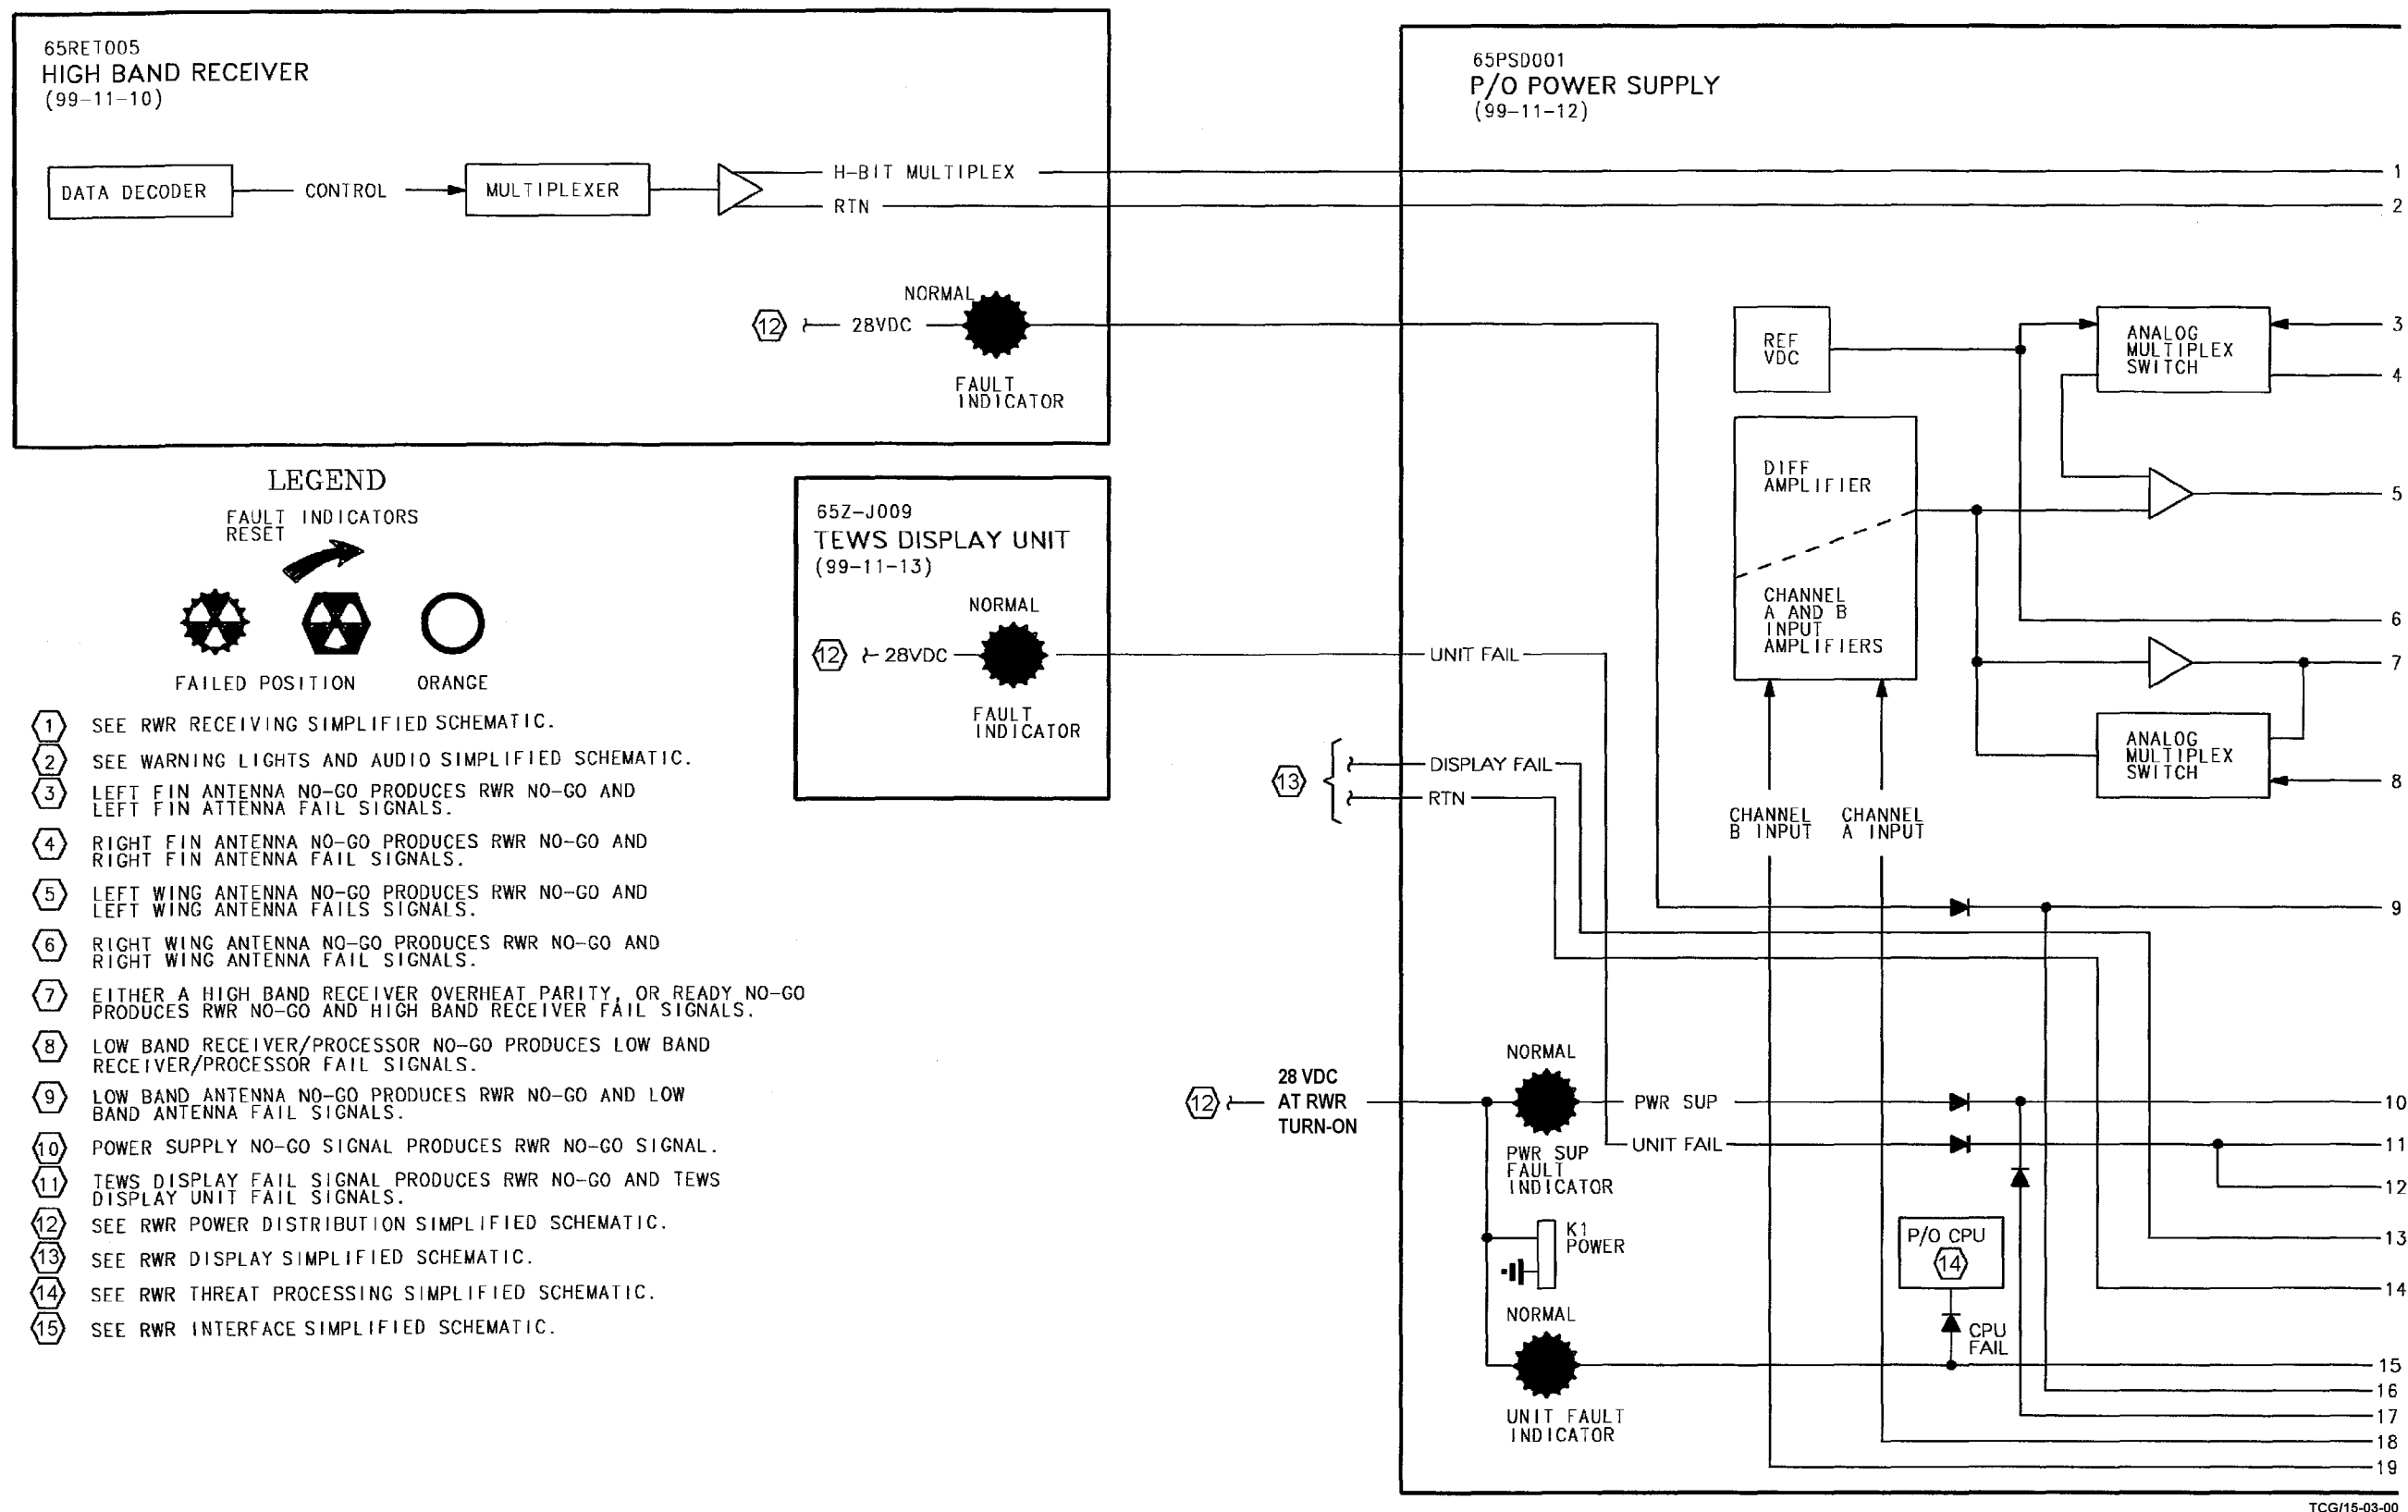 65RET005
HIGH BAND RECEIVER
(99-11-10)
DATA DECODER
CONTROL
MULTIPLEXER
H-BIT MULTIPLEX
RTN
NORMAL
12
28VDC
FAULT
INDICATOR
LEGEND
FAULT INDICATORS
RESET
FAILED POSITION
ORANGE
1 SEE RWR RECEIVING SIMPLIFIED SCHEMATIC.
2 SEE WARNING LIGHTS AND AUDIO SIMPLIFIED SCHEMATIC.
3 LEFT FIN ANTENNA NO-GO PRODUCES RWR NO-GO AND
LEFT FIN ATTENNA FAIL SIGNALS.
4 RIGHT FIN ANTENNA NO-GO PRODUCES RWR NO-GO AND
RIGHT FIN ANTENNA FAIL SIGNALS.
5 LEFT WING ANTENNA NO-GO PRODUCES RWR NO-GO AND
LEFT WING ANTENNA FAILS SIGNALS.
6 RIGHT WING ANTENNA NO-GO PRODUCES RWR NO-GO AND
RIGHT WING ANTENNA FAIL SIGNALS.
7 EITHER A HIGH BAND RECEIVER OVERHEAT PARITY, OR READY NO-GO
PRODUCES RWR NO-GO AND HIGH BAND RECEIVER FAIL SIGNALS.
8 LOW BAND RECEIVER/PROCESSOR NO-GO PRODUCES LOW BAND
RECEIVER/PROCESSOR FAIL SIGNALS.
9 LOW BAND ANTENNA NO-GO PRODUCES RWR NO-GO AND LOW
BAND ANTENNA FAIL SIGNALS.
10 POWER SUPPLY NO-GO SIGNAL PRODUCES RWR NO-GO SIGNAL.
11 TEWS DISPLAY FAIL SIGNAL PRODUCES RWR NO-GO AND TEWS
DISPLAY UNIT FAIL SIGNALS.
12 SEE RWR POWER DISTRIBUTION SIMPLIFIED SCHEMATIC.
13 SEE RWR DISPLAY SIMPLIFIED SCHEMATIC.
14 SEE RWR THREAT PROCESSING SIMPLIFIED SCHEMATIC.
15 SEE RWR INTERFACE SIMPLIFIED SCHEMATIC.
65Z-J009
TEWS DISPLAY UNIT
(99-11-13)
NORMAL
12
28VDC
FAULT
INDICATOR
13
12
28 VDC
AT RWR
TURN-ON
65PSD001
P/O POWER SUPPLY
(99-11-12)
REF
VDC
ANALOG
MULTIPLEX
SWITCH
DIFF
AMPLIFIER
CHANNEL
A AND B
INPUT
AMPLIFIERS
UNIT FAIL
DISPLAY FAIL
RTN
ANALOG
MULTIPLEX
SWITCH
CHANNEL
B INPUT
CHANNEL
A INPUT
NORMAL
PWR SUP
PWR SUP
FAULT
INDICATOR
UNIT FAIL
K1
POWER
P/O CPU
14
CPU
FAIL
NORMAL
UNIT FAULT
INDICATOR
1
2
3
4
5
6
7
8
9
10
11
12
13
14
15
16
17
18
19
TCG/15-03-00